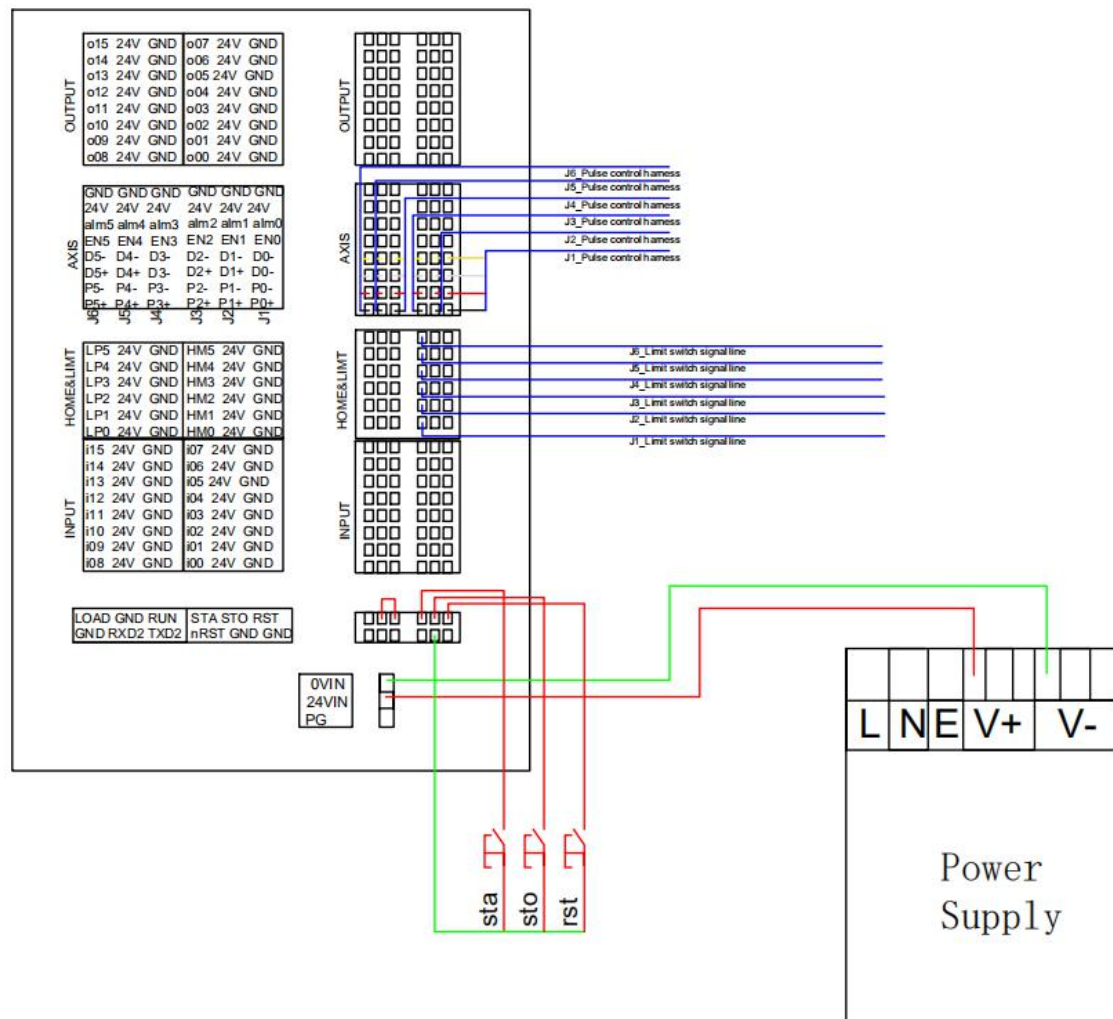 OUTPUT
o15 24V GND o07 24V GND
o14 24V GND o06 24V GND
o13 24V GND o05 24V GND
o12 24V GND o04 24V GND
o11 24V GND o03 24V GND
o10 24V GND o02 24V GND
o09 24V GND o01 24V GND
o08 24V GND o00 24V GND
OUTPUT
AXIS
GND GND GND GND GND GND
24V 24V 24V 24V 24V 24V
alm5 alm4 alm3 alm2 alm1 alm0
EN5 EN4 EN3 EN2 EN1 EN0
D5- D4- D3- D2- D1- D0-
D5+ D4+ D3+ D2+ D1+ D0+
P5- P4- P3- P2- P1- P0-
P5+ P4+ P3+ P2+ P1+ P0+
J6 J5 J4 J3 J2 J1
AXIS
J6_Pulse control harness
J5_Pulse control harness
J4_Pulse control harness
J3_Pulse control harness
J2_Pulse control harness
J1_Pulse control harness
HOME&LIMT
LP5 24V GND HM5 24V GND
LP4 24V GND HM4 24V GND
LP3 24V GND HM3 24V GND
LP2 24V GND HM2 24V GND
LP1 24V GND HM1 24V GND
LP0 24V GND HM0 24V GND
HOME&LIMT
J6_Limit switch signal line
J5_Limit switch signal line
J4_Limit switch signal line
J3_Limit switch signal line
J2_Limit switch signal line
J1_Limit switch signal line
INPUT
i15 24V GND i07 24V GND
i14 24V GND i06 24V GND
i13 24V GND i05 24V GND
i12 24V GND i04 24V GND
i11 24V GND i03 24V GND
i10 24V GND i02 24V GND
i09 24V GND i01 24V GND
i08 24V GND i00 24V GND
INPUT
LOAD GND RUN STA STO RST
GND RXD2 TXD2 nRST GND GND
0VIN
24VIN
PG
L N E V+ V-
sta sto rst
Power
Supply